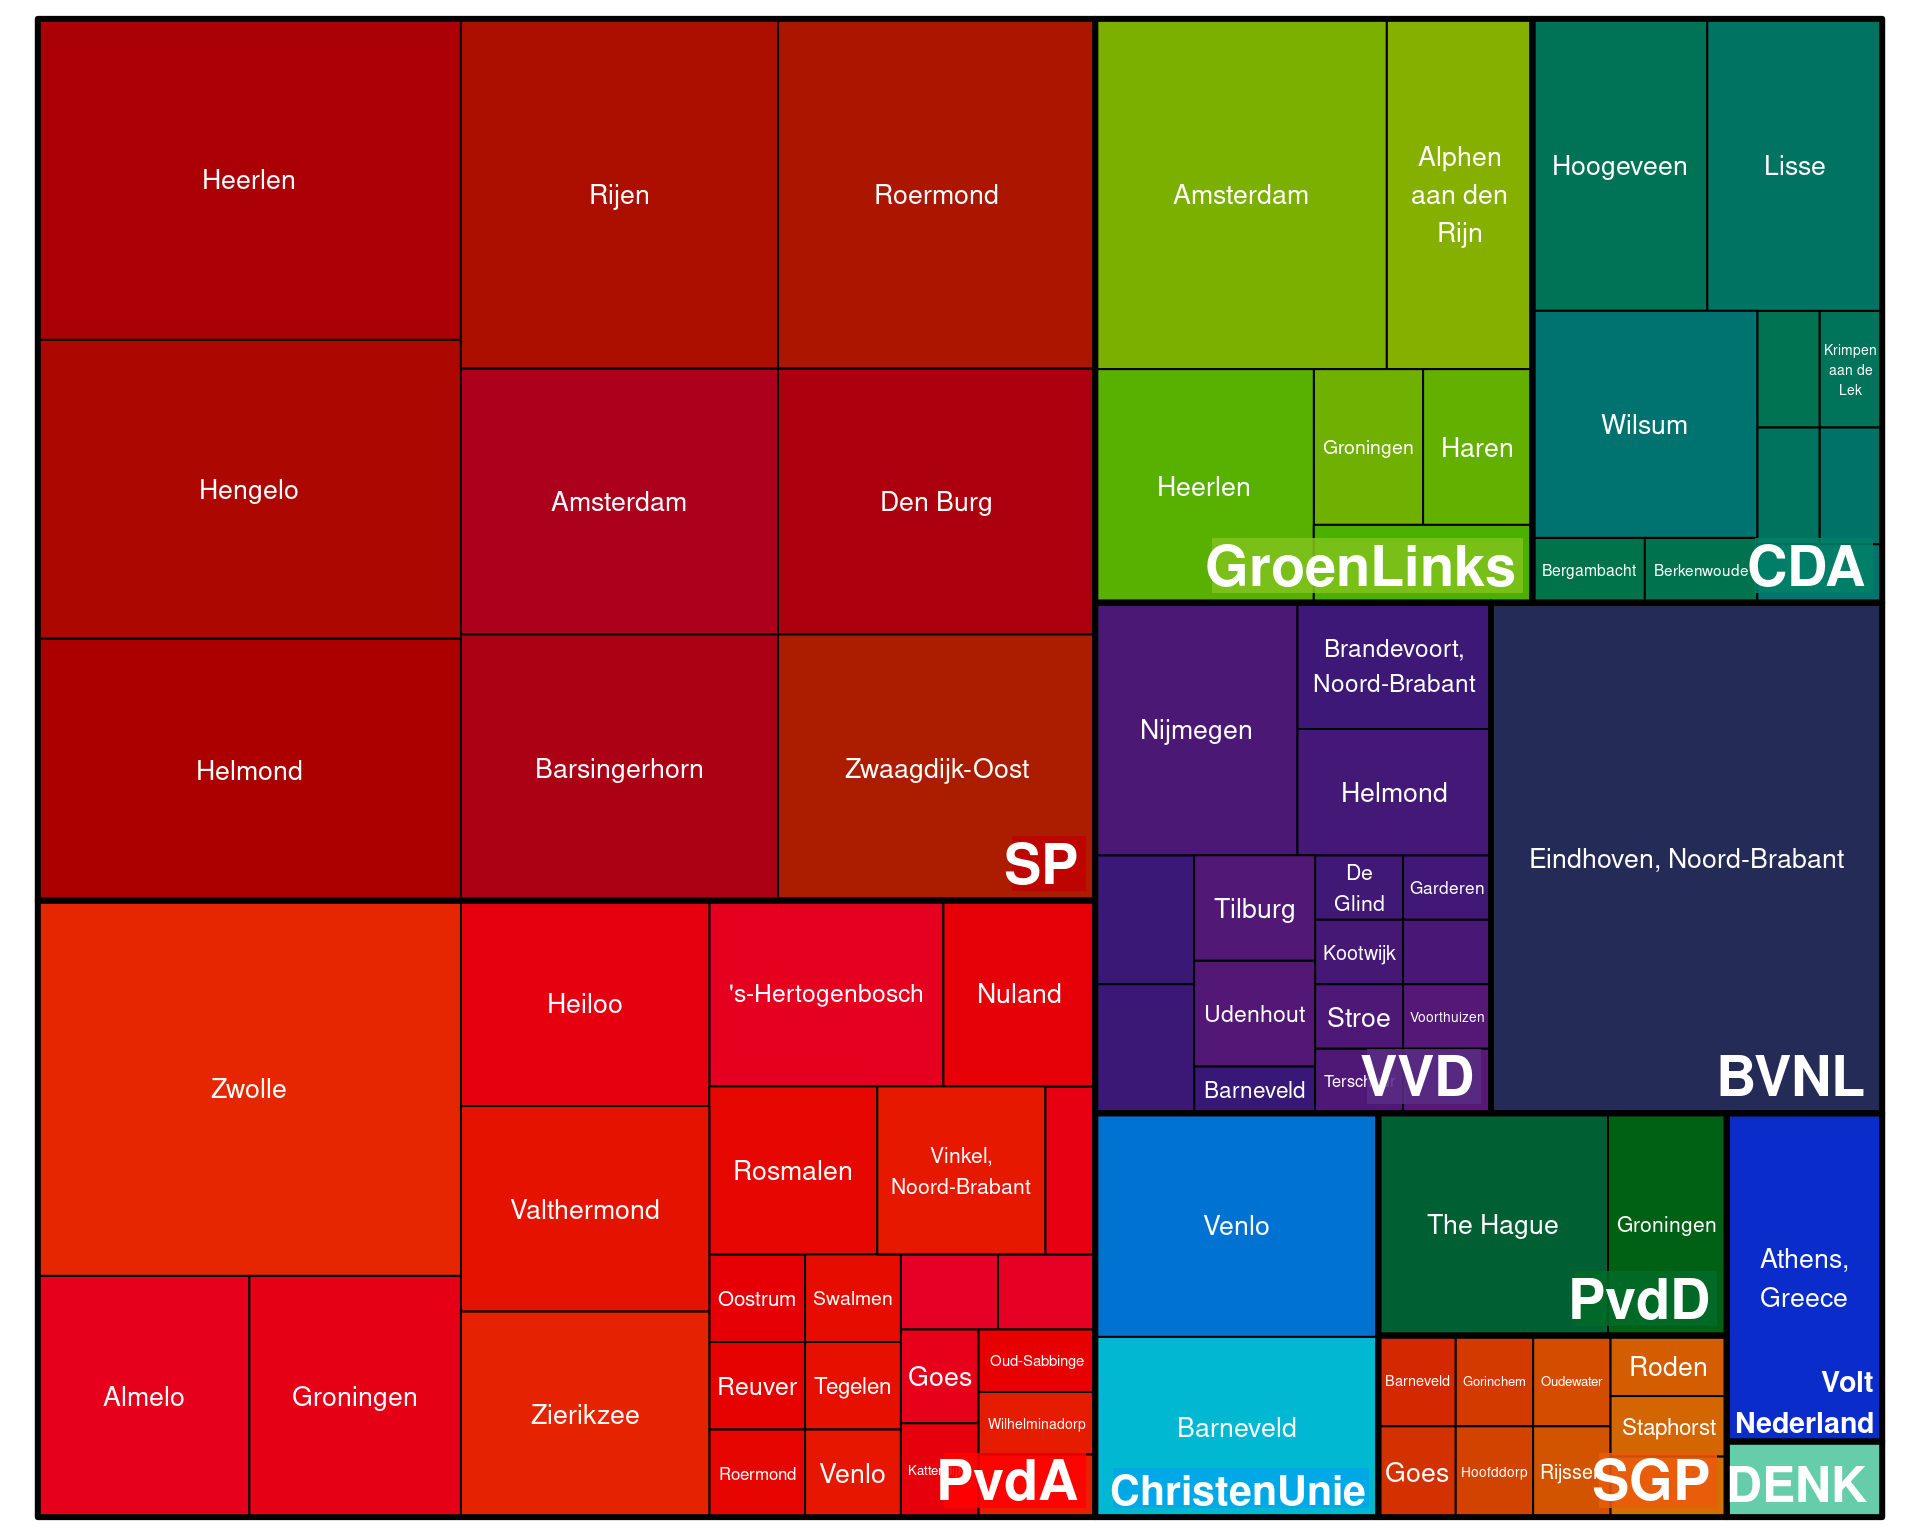 Heerlen
Rijen
Roermond
Hengelo
Amsterdam
Den Burg
Helmond
Barsingerhorn
Zwaagdijk-Oost
SP
Amsterdam
Alphen
aan den
Rijn
Heerlen
Groningen
Haren
GroenLinks
Hoogeveen
Lisse
Wilsum
Krimpen
aan de
Lek
Bergambacht
Berkenwoude
CDA
Nijmegen
Brandevoort,
Noord-Brabant
Helmond
Tilburg
De
Glind
Garderen
Kootwijk
Udenhout
Stroe
Voorthuizen
Barneveld
VVD
Eindhoven, Noord-Brabant
BVNL
Zwolle
Almelo
Groningen
Heiloo
Valthermond
Zierikzee
's-Hertogenbosch
Nuland
Rosmalen
Vinkel,
Noord-Brabant
Oostrum
Swalmen
Reuver
Tegelen
Goes
Oud-Sabbinge
Wilhelminadorp
Roermond
Venlo
PvdA
Venlo
Barneveld
ChristenUnie
The Hague
Groningen
PvdD
Barneveld
Gorinchem
Oudewater
Roden
Staphorst
Goes
Hoofddorp
SGP
Athens,
Greece
Volt
Nederland
DENK